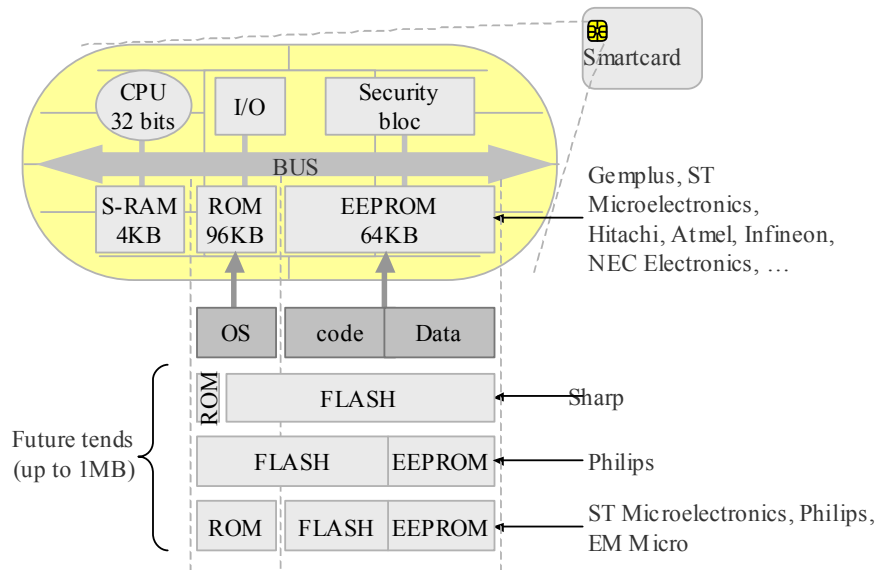 Smartcard
CPU
32 bits
I/O
Security
bloc
BUS
S-RAM
4KB
ROM
96KB
EEPROM
64KB
Gemplus, ST
Microelectronics,
Hitachi, Atmel, Infineon,
NEC Electronics, …
OS
code
Data
Future tends
(up to 1MB)
ROM
FLASH
Sharp
FLASH
EEPROM
Philips
ROM
FLASH
EEPROM
ST Microelectronics, Philips,
EM Micro